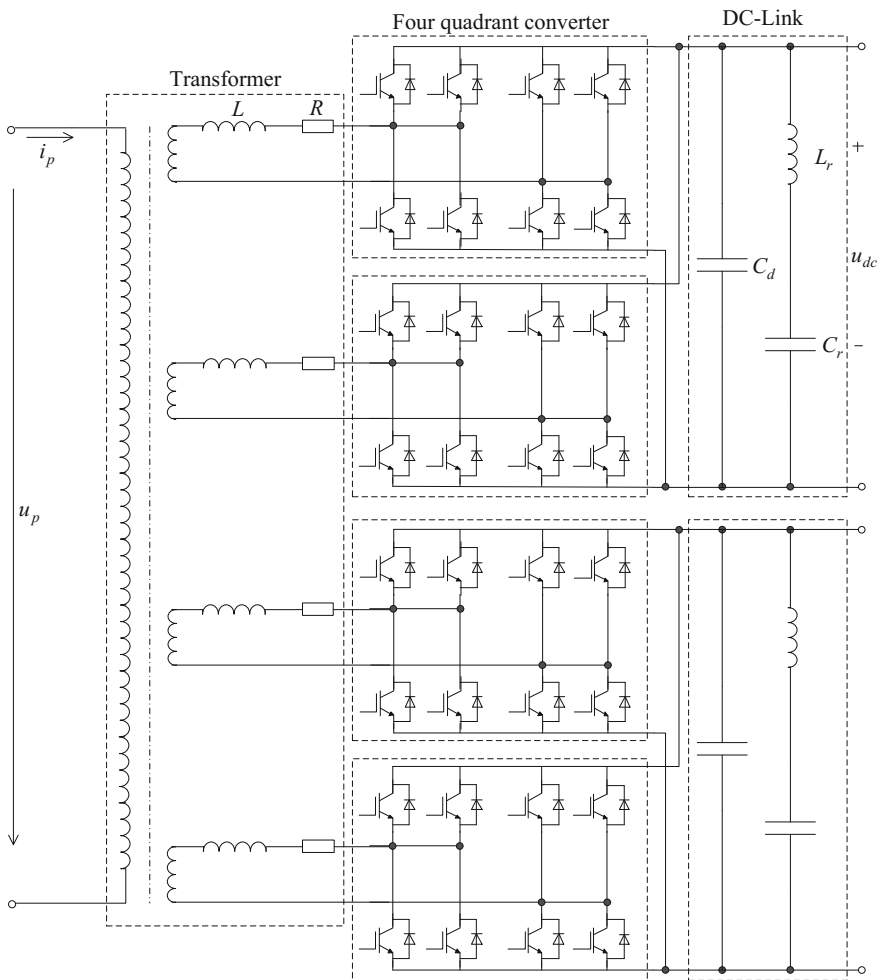 Four quadrant converter
DC-Link
Transformer
L
R
i_p
L_r
+
C_d
u_dc
C_r
−
u_p